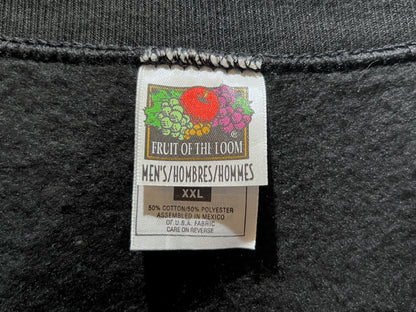 FRUIT OF THE LOOM
MEN'S/HOMBRES/HOMMES
XXL
50% COTTON/50% POLYESTER
ASSEMBLED IN MEXICO
OF U.S.A. FABRIC
CARE ON REVERSE